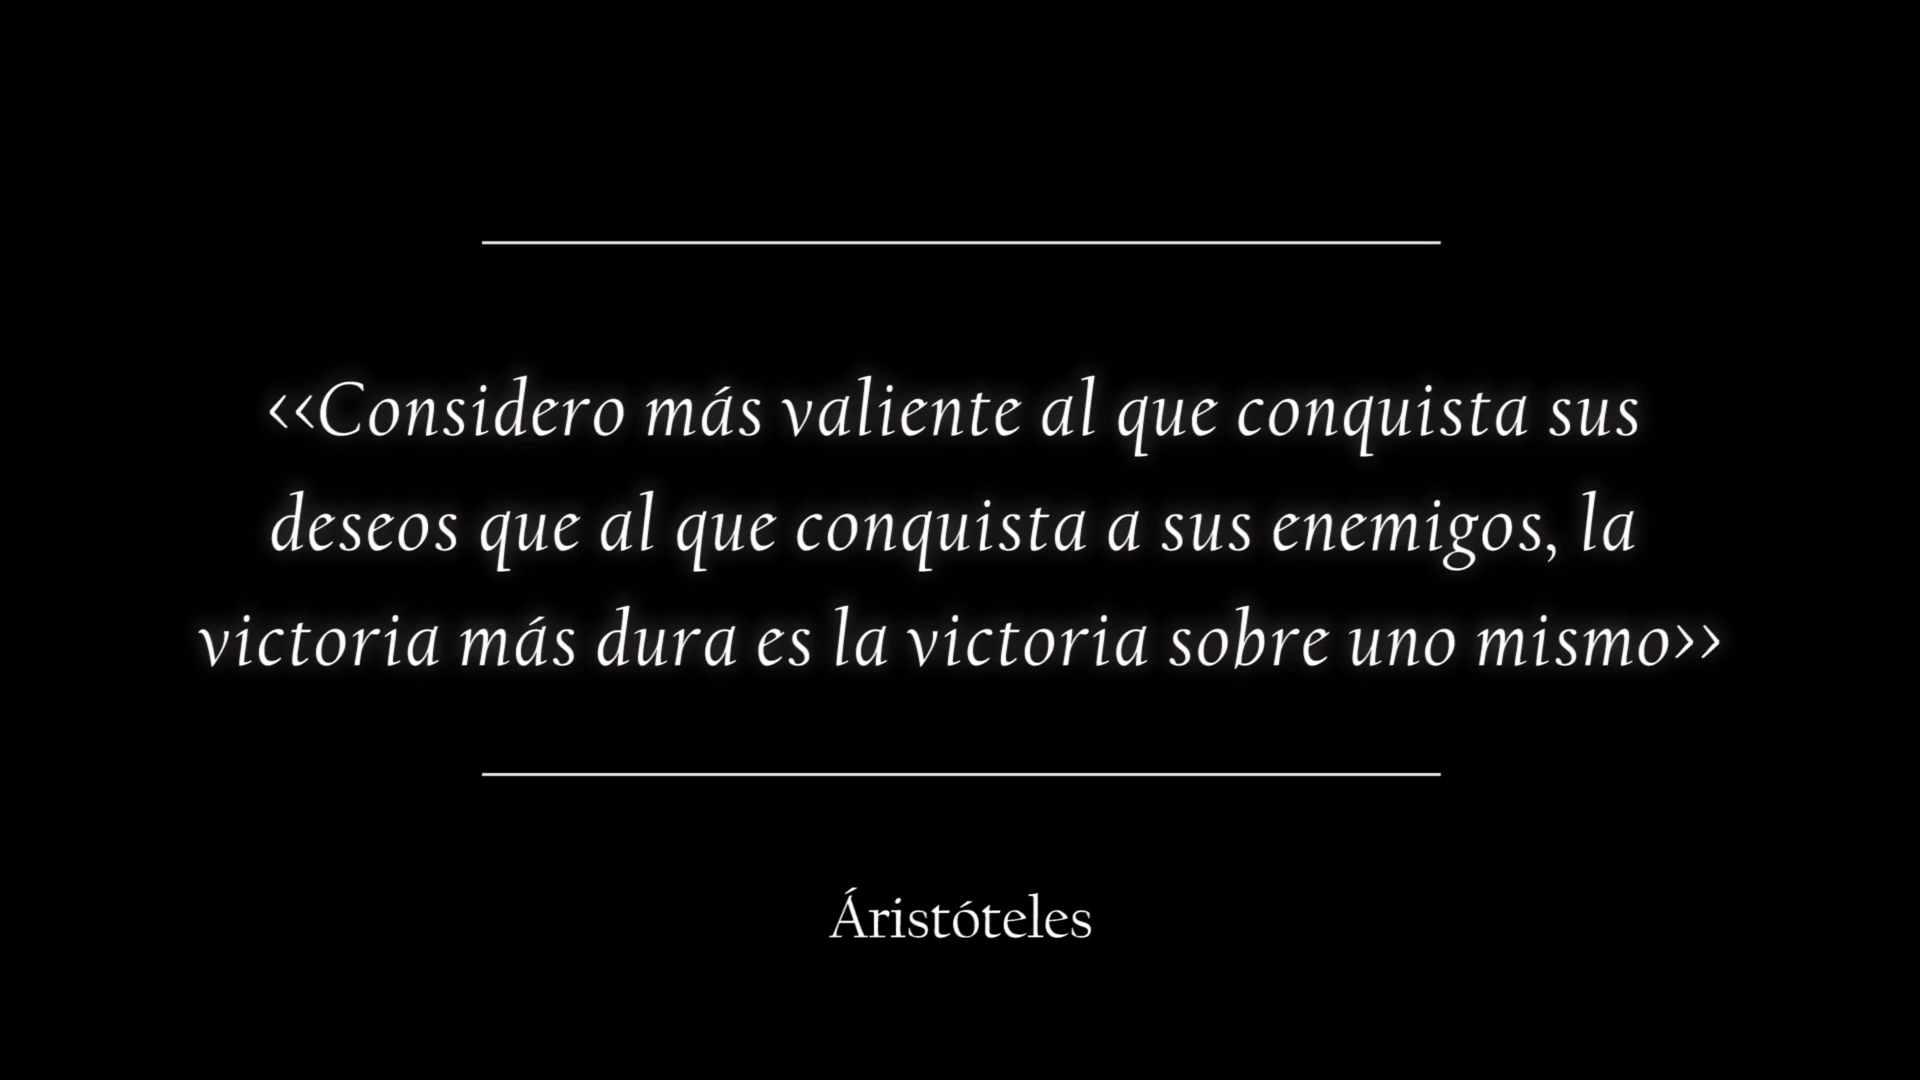 <<Considero más valiente al que conquista sus
deseos que al que conquista a sus enemigos, la
victoria más dura es la victoria sobre uno mismo>>
Áristóteles